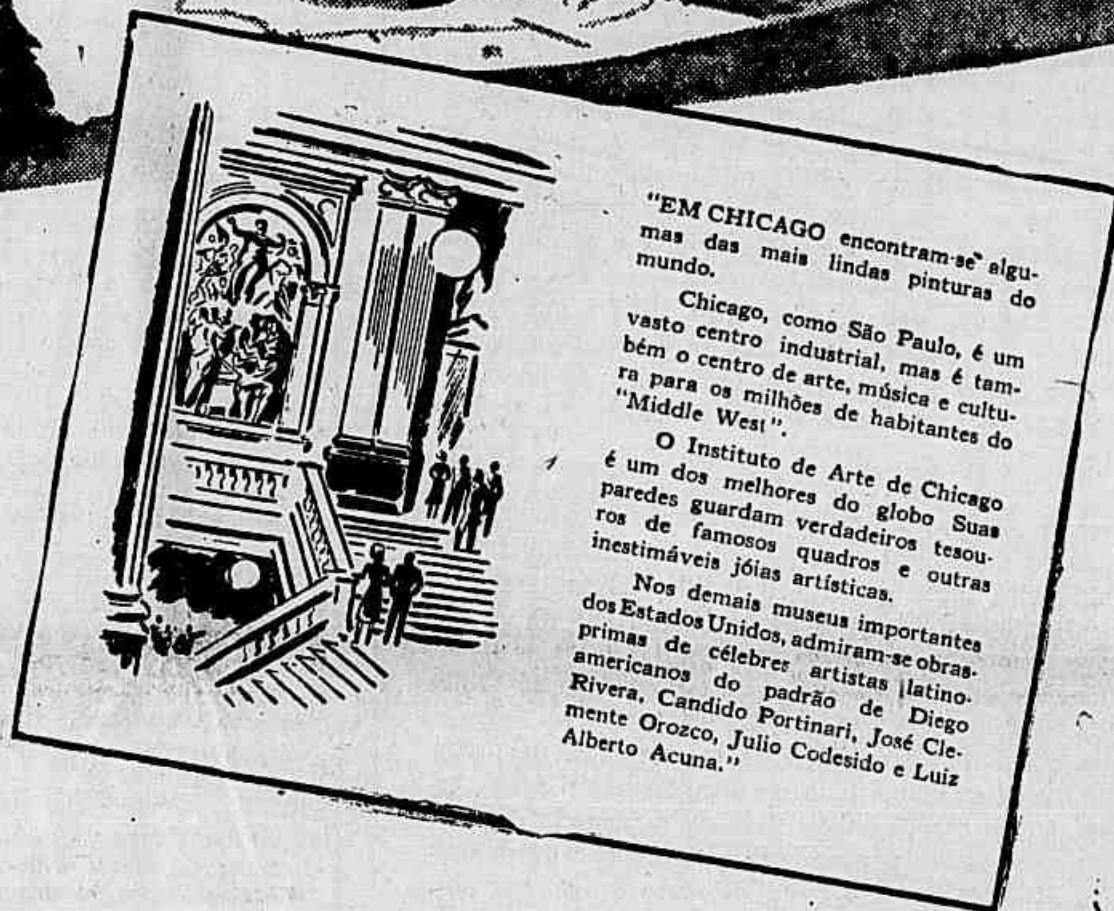 “EM CHICAGO encontram-se algu-
mas das mais lindas pinturas do
mundo.
Chicago, como São Paulo, é um
vasto centro industrial, mas é tam-
bém o centro de arte, música e cultu-
ra para os milhões de habitantes do
“Middle West”.
O Instituto de Arte de Chicago
é um dos melhores do globo Suas
paredes guardam verdadeiros tesou-
ros de famosos quadros e outras
inestimáveis jóias artísticas.
Nos demais museus importantes
dos Estados Unidos, admiram-se obras-
primas de célebres artistas latino-
americanos do padrão de Diego
Rivera, Candido Portinari, José Cle-
mente Orozco, Julio Codesido e Luiz
Alberto Acuna.”